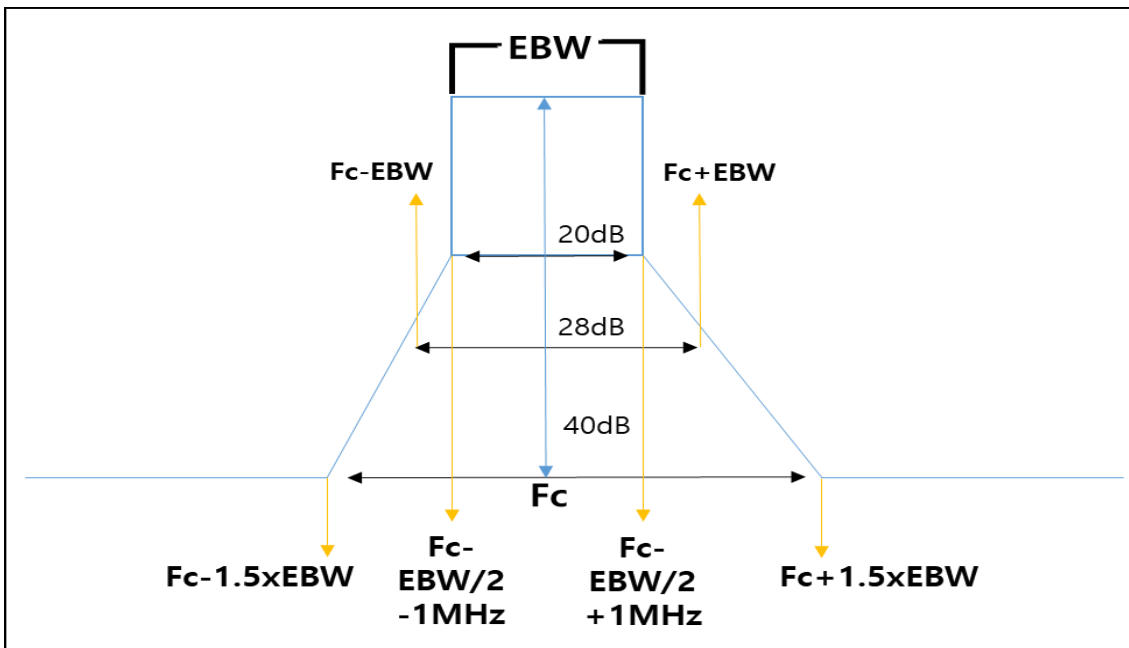 EBW
Fc-EBW
Fc+EBW
20dB
28dB
40dB
Fc
Fc-1.5xEBW
Fc-
EBW/2
-1MHz
Fc-
EBW/2
+1MHz
Fc+1.5xEBW